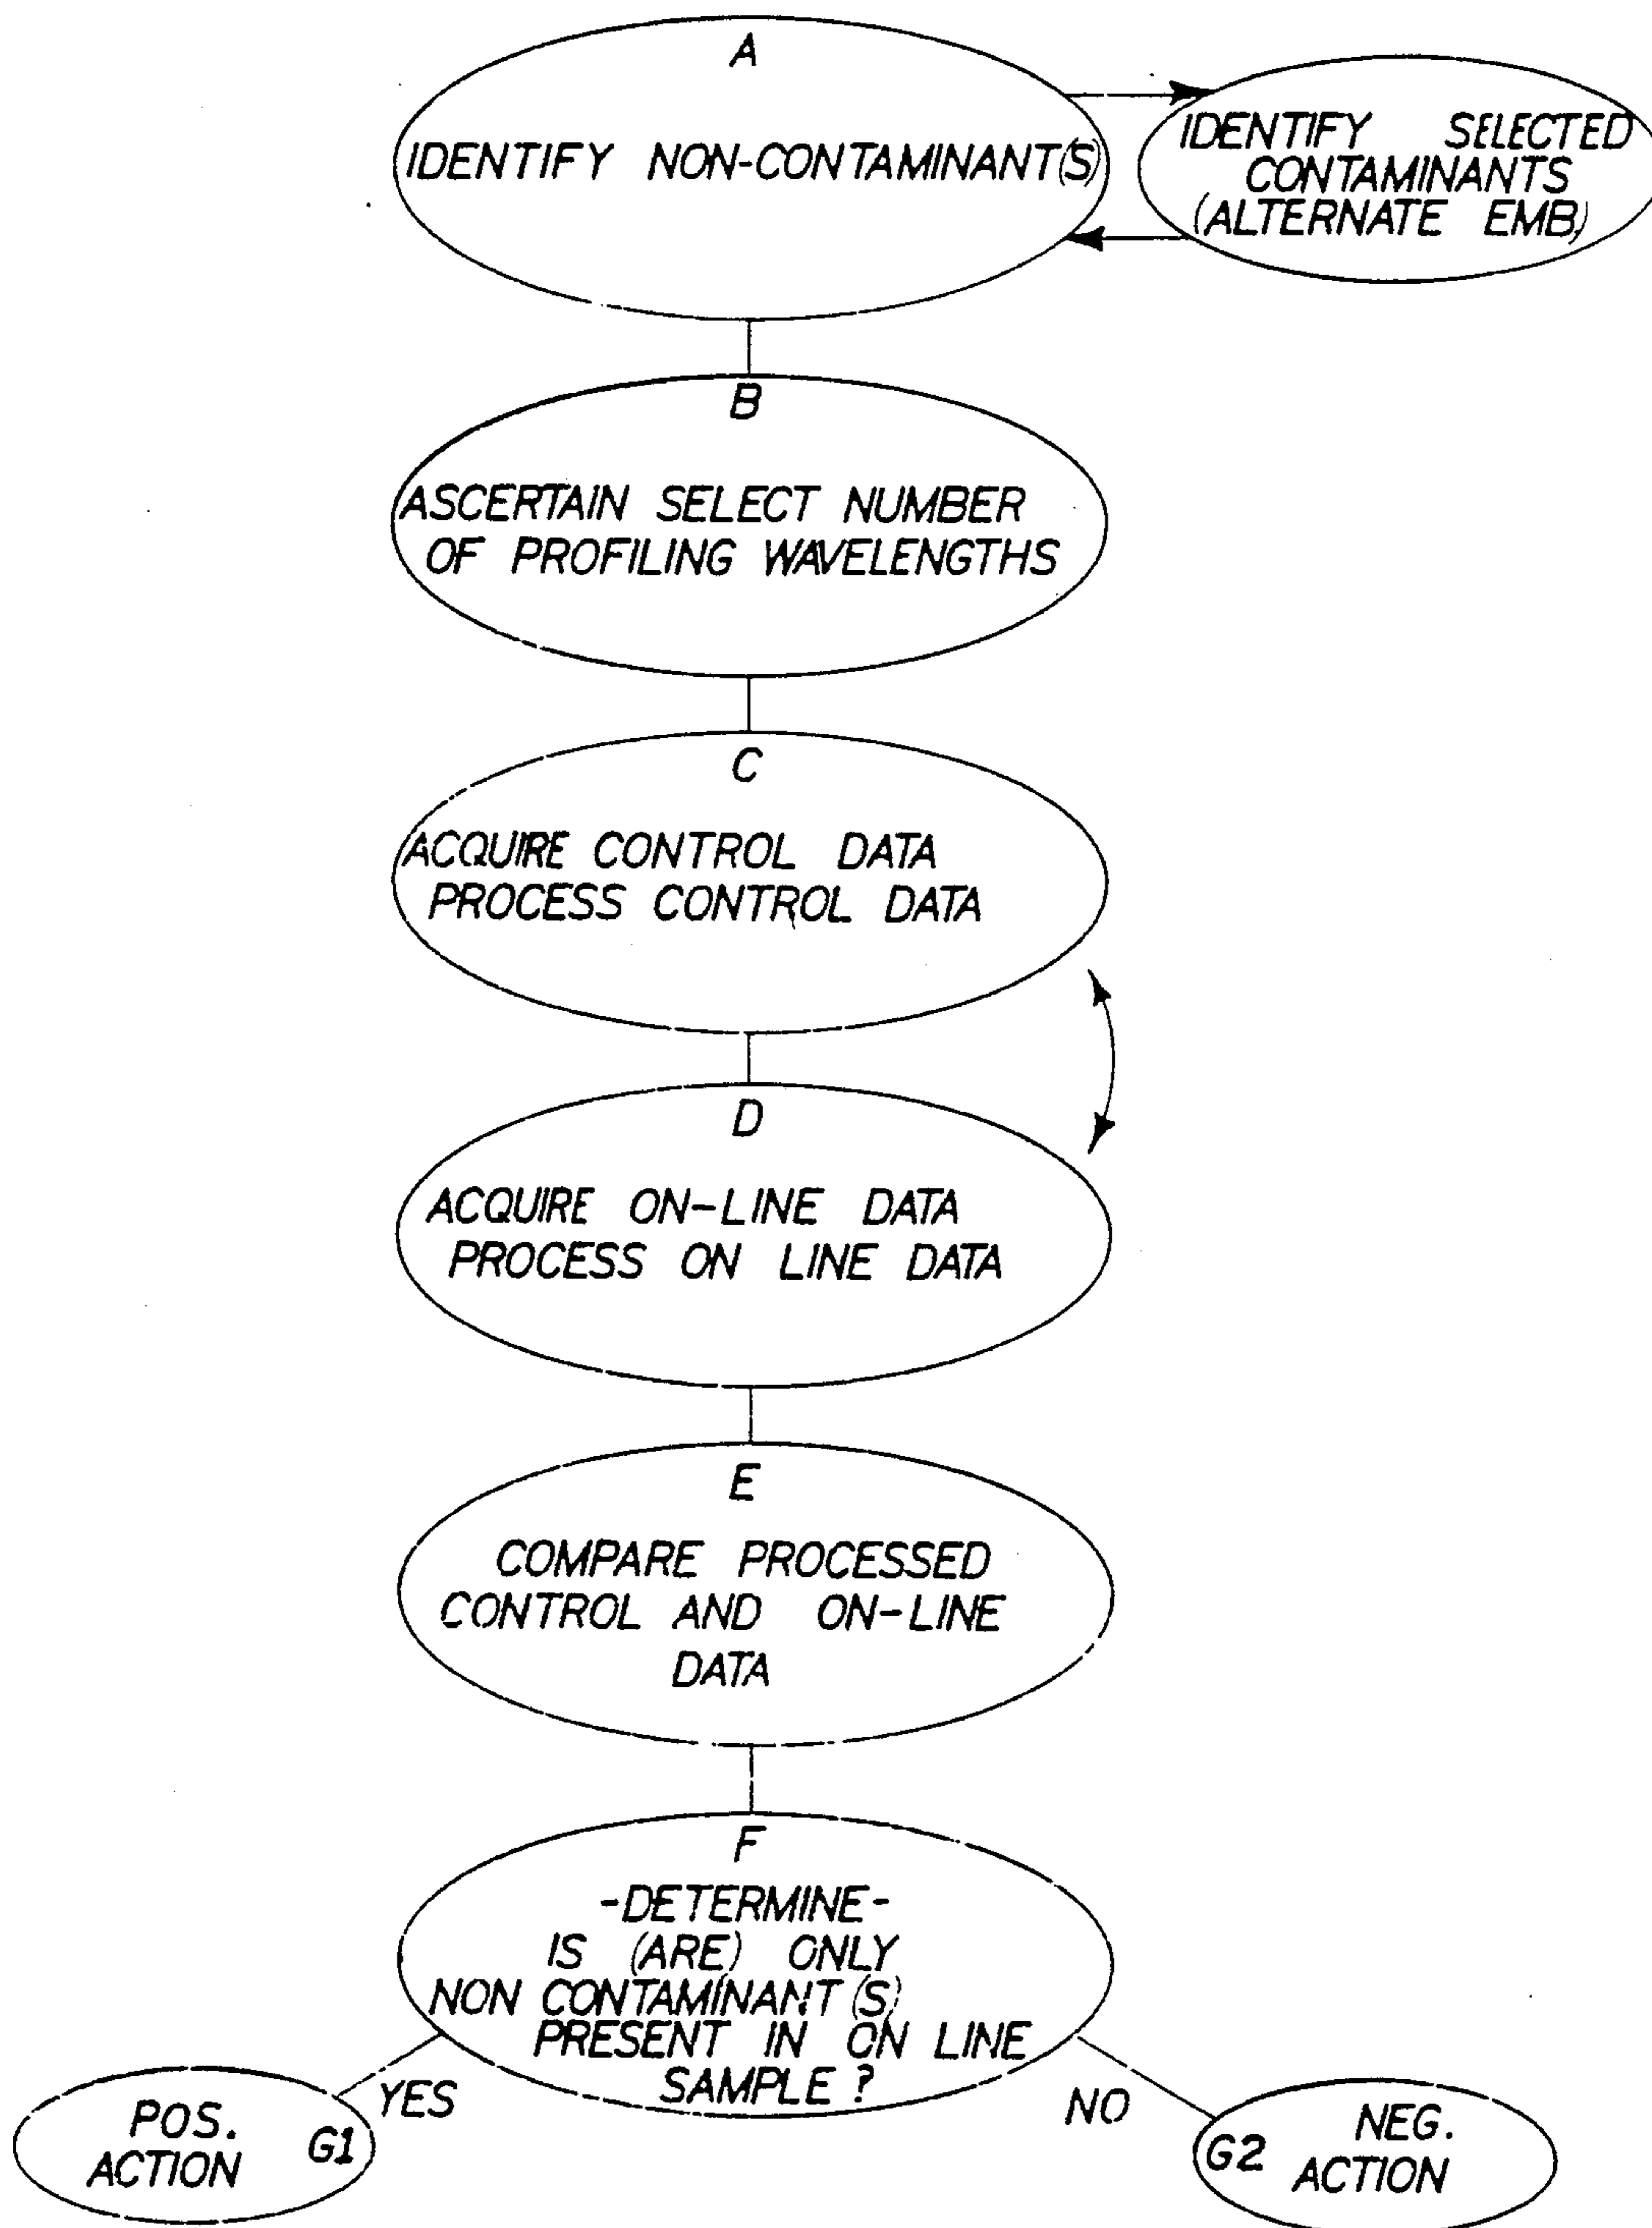 A
IDENTIFY NON-CONTAMINANT(S)
IDENTIFY SELECTED
CONTAMINANTS
(ALTERNATE EMB.)
B
ASCERTAIN SELECT NUMBER
OF PROFILING WAVELENGTHS
C
ACQUIRE CONTROL DATA
PROCESS CONTROL DATA
D
ACQUIRE ON-LINE DATA
PROCESS ON LINE DATA
E
COMPARE PROCESSED
CONTROL AND ON-LINE
DATA
F
-DETERMINE-
IS (ARE) ONLY
NON CONTAMINANT(S)
PRESENT IN ON LINE
SAMPLE ?
YES
NO
POS.
ACTION G1
NEG.
G2 ACTION